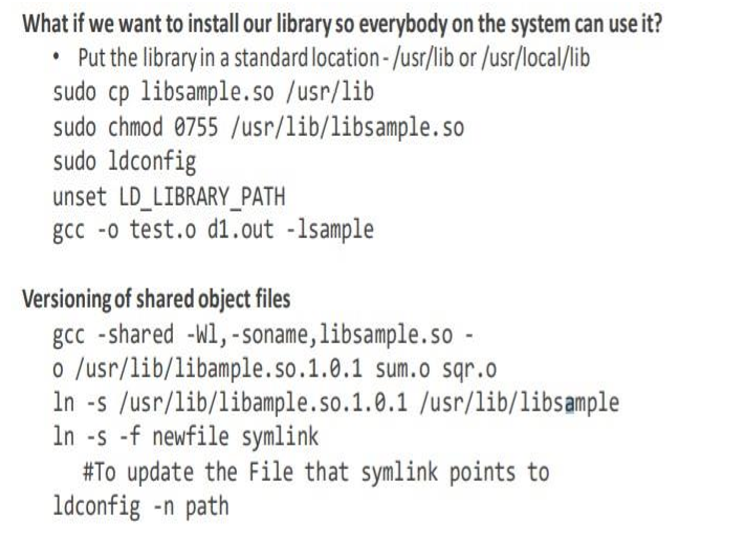 What if we want to install our library so everybody on the system can use it?
• Put the library in a standard location - /usr/lib or /usr/local/lib
sudo cp libsample.so /usr/lib
sudo chmod 0755 /usr/lib/libsample.so
sudo ldconfig
unset LD_LIBRARY_PATH
gcc -o test.o d1.out -lsample
Versioning of shared object files
gcc -shared -Wl,-soname,libsample.so -
o /usr/lib/libample.so.1.0.1 sum.o sqr.o
ln -s /usr/lib/libample.so.1.0.1 /usr/lib/libsample
ln -s -f newfile symlink
#To update the File that symlink points to
ldconfig -n path